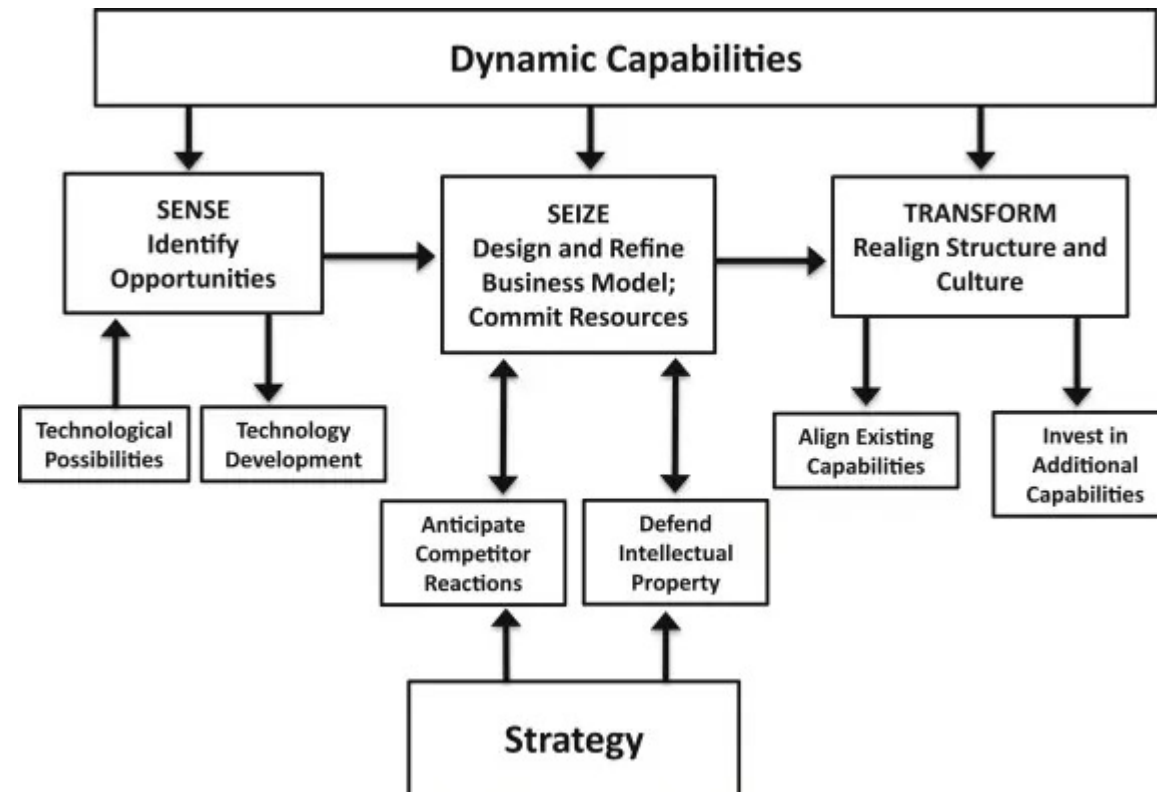 Dynamic Capabilities
SENSE
Identify
Opportunities
SEIZE
Design and Refine
Business Model;
Commit Resources
TRANSFORM
Realign Structure and
Culture
Technological
Possibilities
Technology
Development
Align Existing
Capabilities
Invest in
Additional
Capabilities
Anticipate
Competitor
Reactions
Defend
Intellectual
Property
Strategy